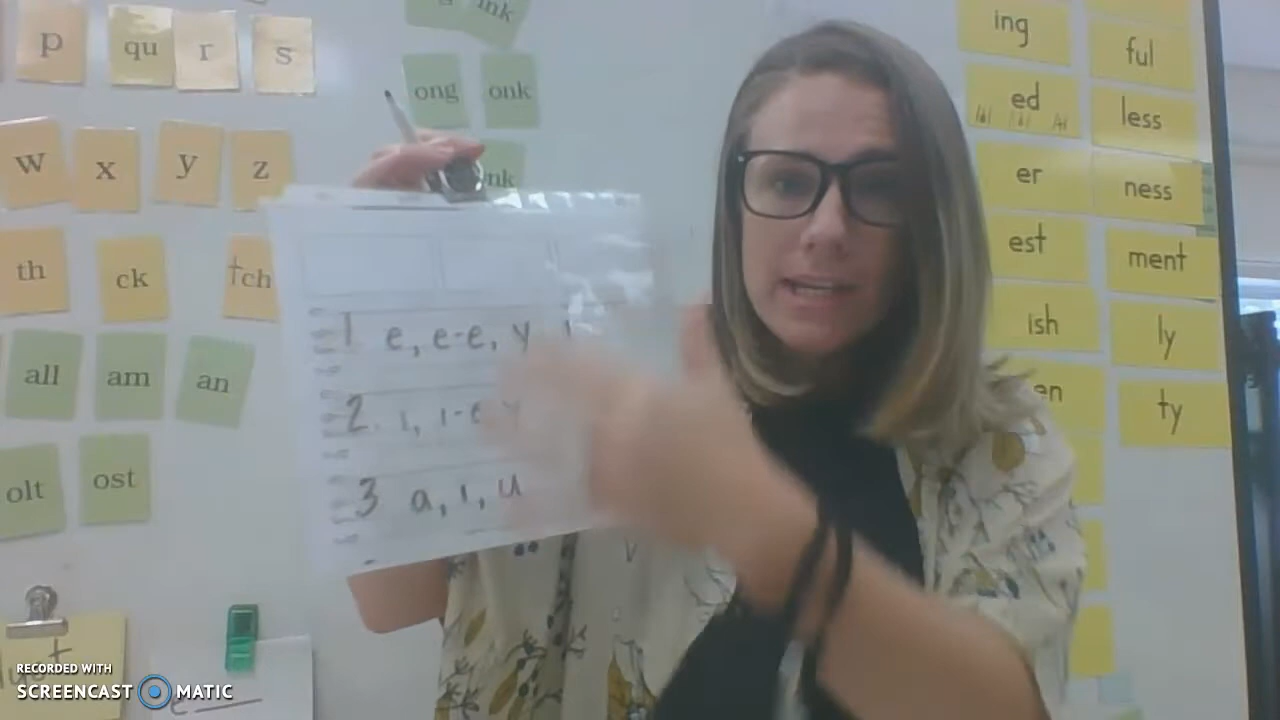 p qu r s
ink
ong onk
w x y z
nk
th ck tch
all am an
olt ost
ing ful
ed less
/d/
er ness
est ment
ish ly
en ty
1 e, e-e, y
2. i, i-e, y
3 a, i, u
RECORDED WITH
SCREENCAST MATIC